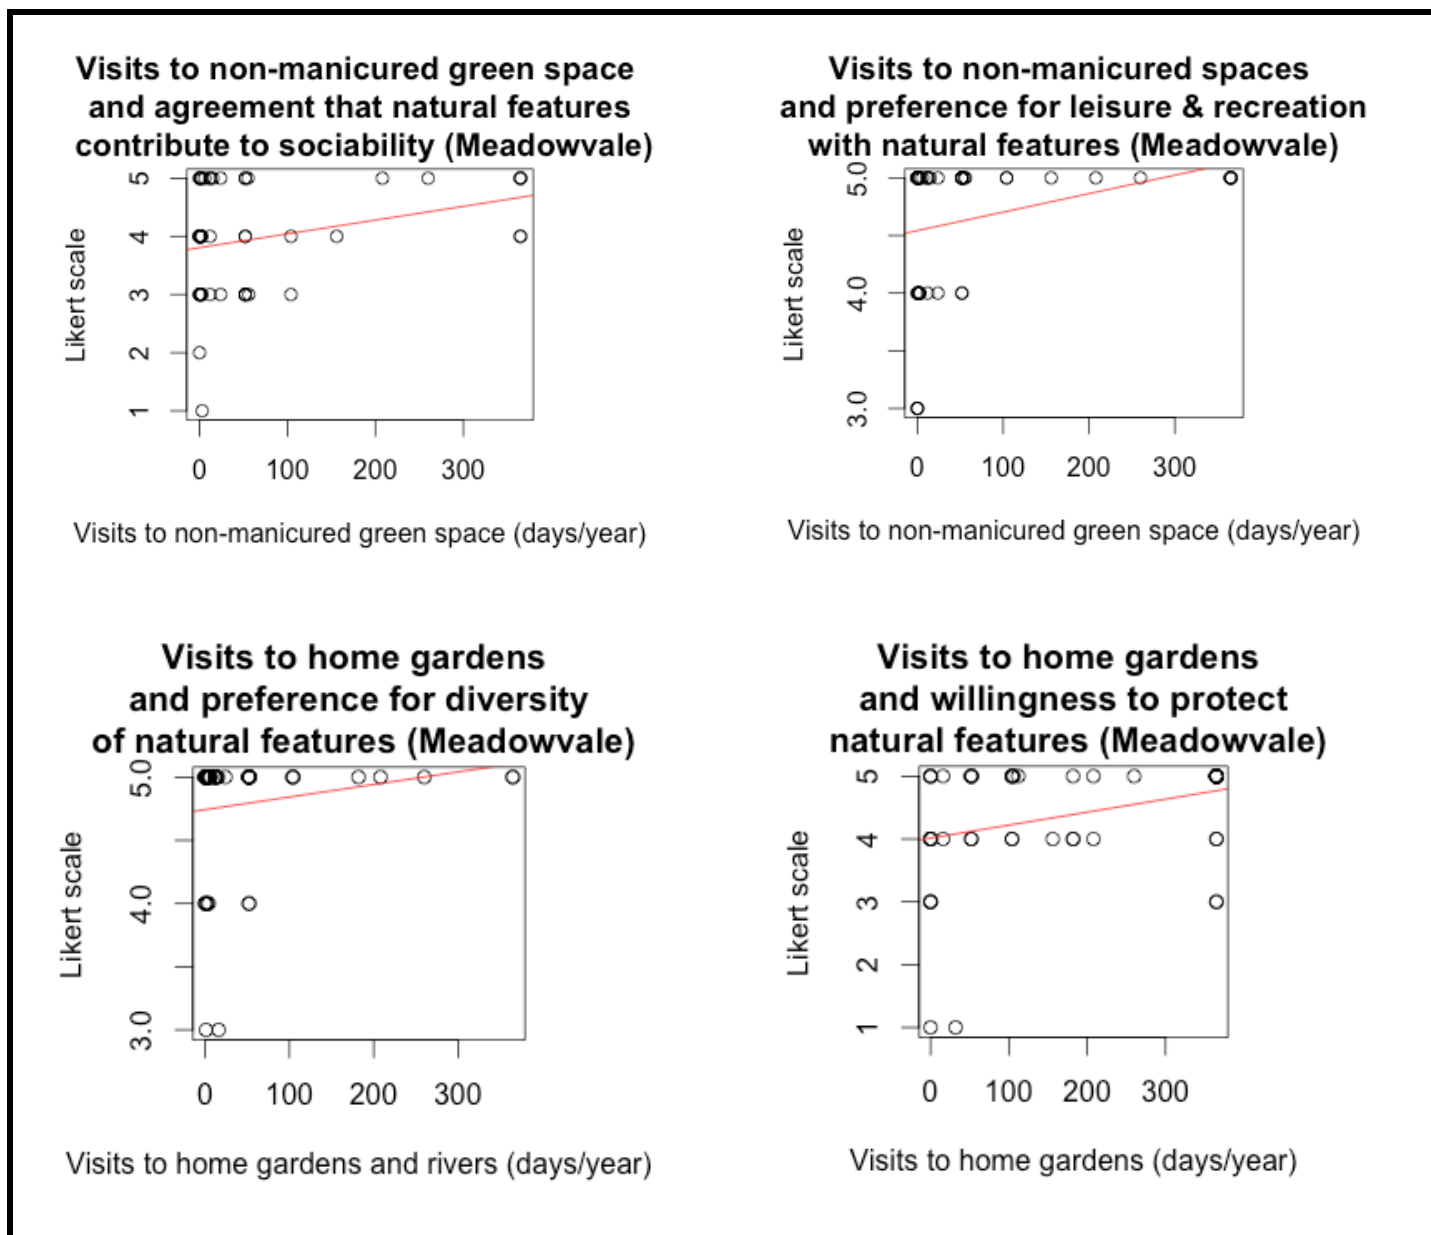 Visits to non-manicured green space
and agreement that natural features
contribute to sociability (Meadowvale)
Likert scale
5
4
3
2
1
0 100 200 300
Visits to non-manicured green space (days/year)
Visits to non-manicured spaces
and preference for leisure & recreation
with natural features (Meadowvale)
Likert scale
5.0
4.0
3.0
0 100 200 300
Visits to non-manicured green space (days/year)
Visits to home gardens
and preference for diversity
of natural features (Meadowvale)
Likert scale
5.0
4.0
3.0
0 100 200 300
Visits to home gardens and rivers (days/year)
Visits to home gardens
and willingness to protect
natural features (Meadowvale)
Likert scale
5
4
3
2
1
0 100 200 300
Visits to home gardens (days/year)